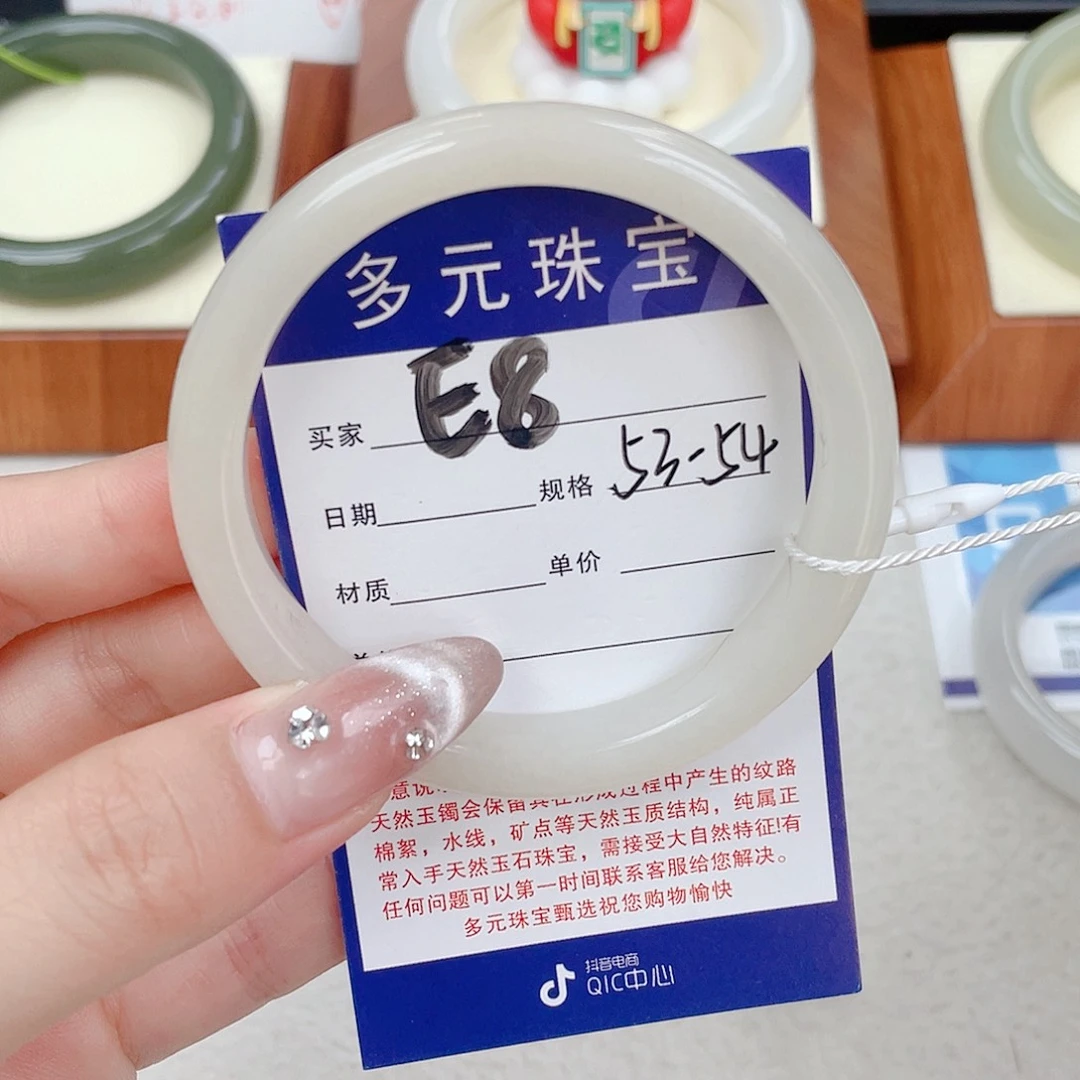 多元珠宝
买家 E8
日期 规格 53-54
材质 单价
天然玉镯会保留其在形成过程中产生的纹路
棉絮，水线，矿点等天然玉质结构，纯属正
常入手天然玉石珠宝，需接受大自然特征!有
任何问题可以第一时间联系客服给您解决。
多元珠宝甄选祝您购物愉快
抖音电商
QIC中心